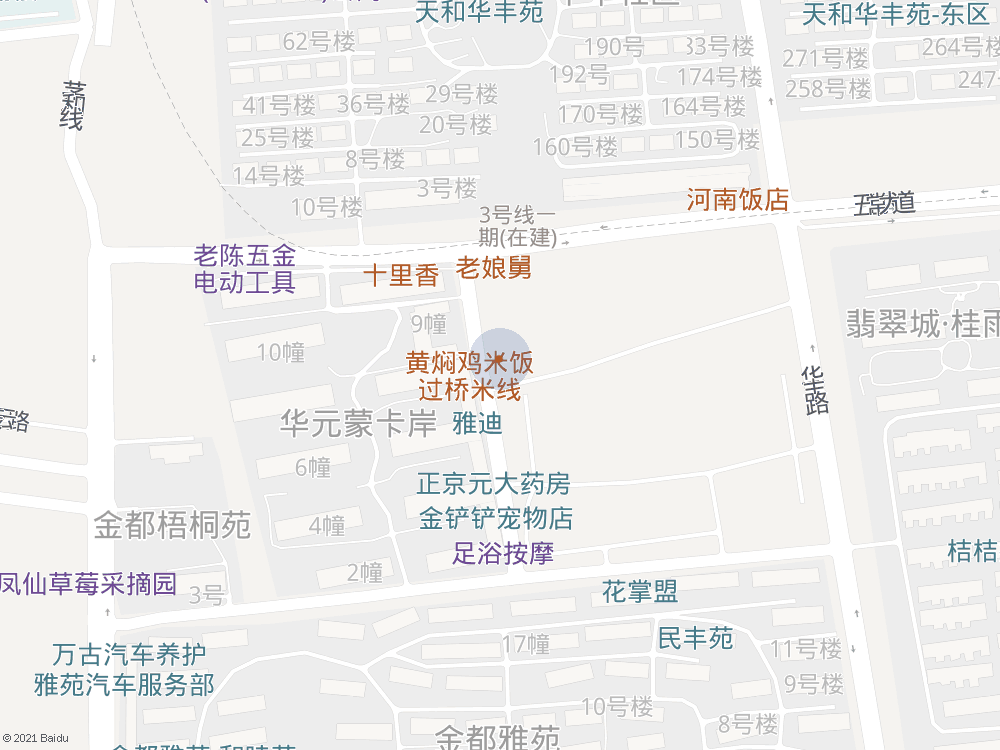 天和华丰苑
天和华丰苑-东区
62号楼
190号
83号楼
264号楼
271号楼
192号
174号楼
247
258号楼
茎和线
29号楼
41号楼
36号楼
164号楼
170号楼
20号楼
25号楼
150号楼
160号楼
8号楼
14号楼
3号楼
10号楼
河南饭店
3号线一
期(在建)
老陈五金
电动工具
十里香
老娘舅
9幢
10幢
翡翠城·桂雨
黄焖鸡米饭
过桥米线
华丰路
华元蒙卡岸
雅迪
6幢
正京元大药房
金铲铲宠物店
金都梧桐苑
4幢
足浴按摩
桔桔
2幢
凤仙草莓采摘园
3号
花掌盟
17幢
民丰苑
11号楼
万古汽车养护
雅苑汽车服务部
9号楼
10号楼
8号楼
金都雅苑
© 2021 Baidu